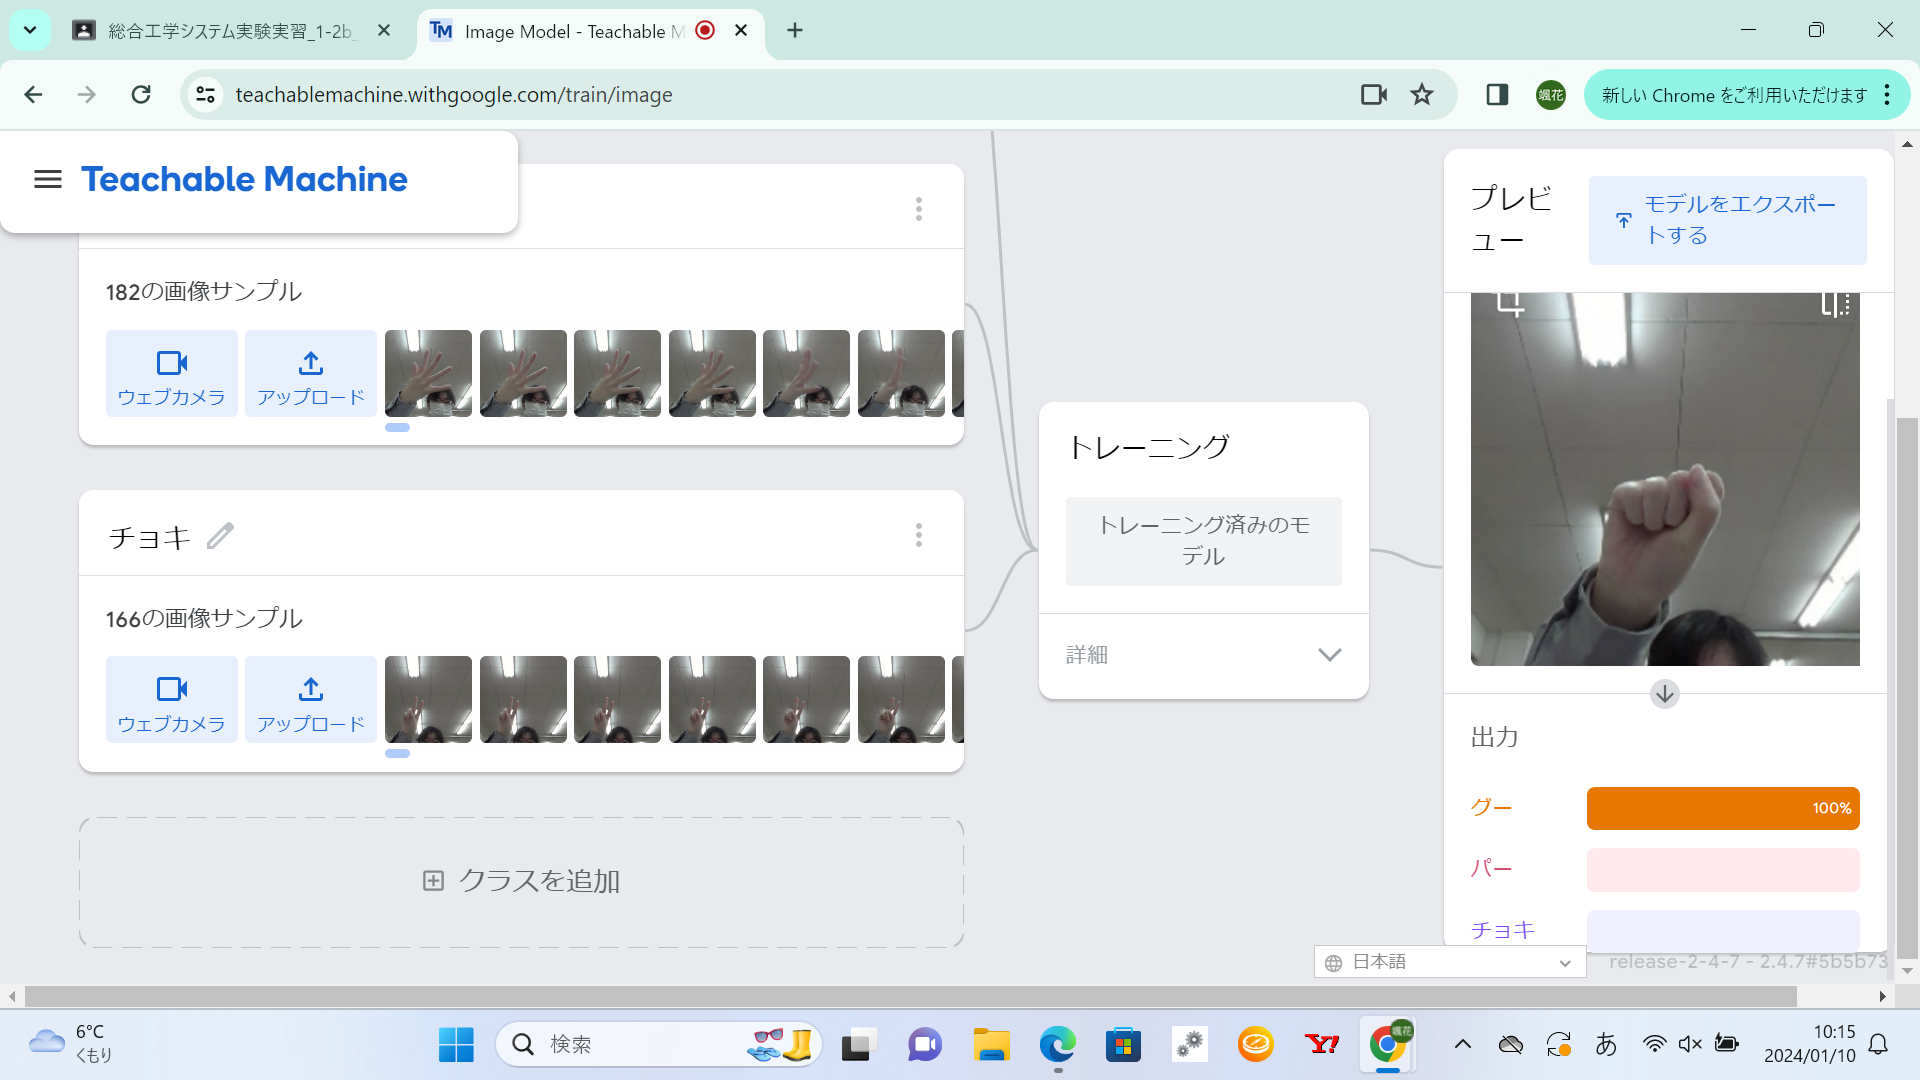 総合工学システム実験実習_1-2b_
Image Model - Teachable M
teachablemachine.withgoogle.com/train/image
颯花
新しい Chrome をご利用いただけます
Teachable Machine
182の画像サンプル
ウェブカメラ
アップロード
チョキ
166の画像サンプル
ウェブカメラ
アップロード
クラスを追加
トレーニング
トレーニング済みのモ
デル
詳細
プレビ
ュー
モデルをエクスポー
トする
出力
グー
100%
パー
チョキ
日本語
release-2-4-7 - 2.4.7#5b5b73
6°C
くもり
検索
Y!
颯花
あ
10:15
2024/01/10